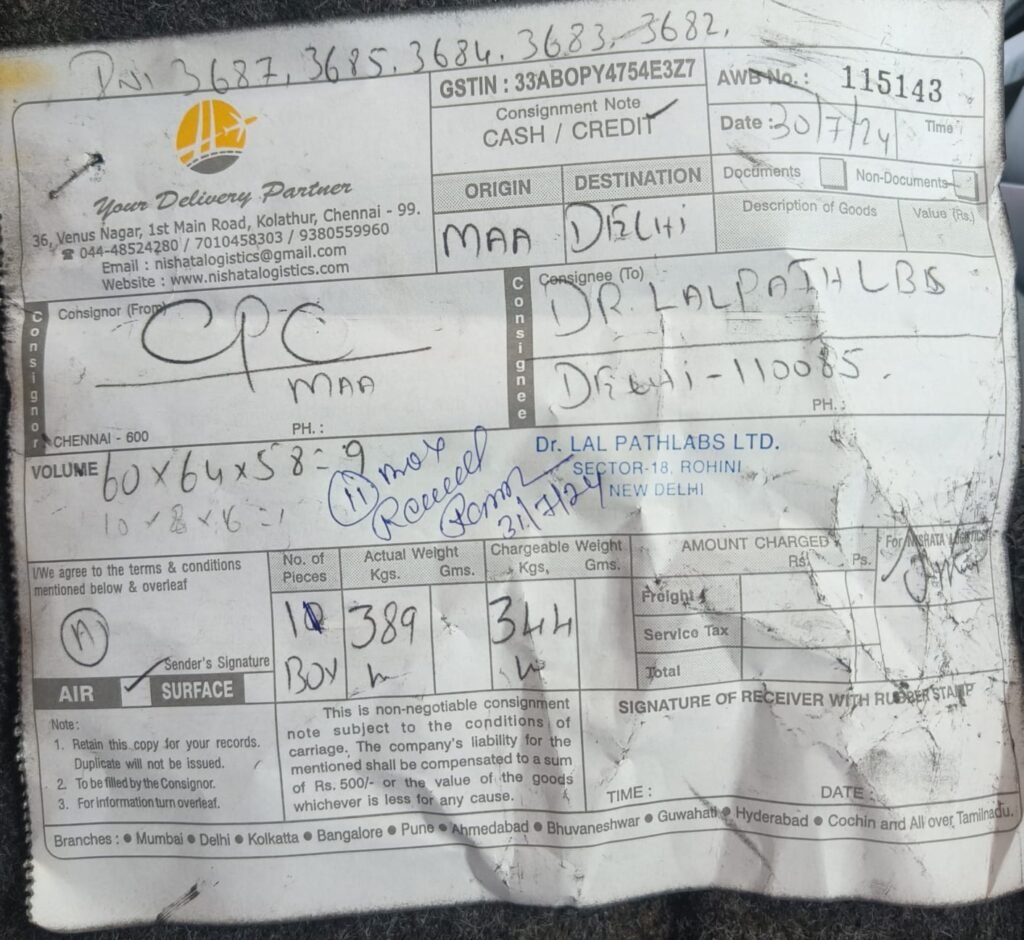 DN 3687, 3685, 3684, 3683, 3682,
Your Delivery Partner
36, Venus Nagar, 1st Main Road, Kolathur, Chennai - 99.
☎ 044-48524280 / 7010458303 / 9380559960
Email : nishatalogistics@gmail.com
Website : www.nishatalogistics.com
GSTIN : 33ABOPY4754E3Z7
Consignment Note
CASH / CREDIT
AWB No. : 115143
Date : 30/7/24 Time :
ORIGIN DESTINATION
MAA DELHi
Documents Non-Documents
Description of Goods Value (Rs.)
Consignor
Consignor (From)
CPC
MAA
CHENNAI - 600 PH. :
Consignee
Consignee (To)
DR. LALPATHLBS
DELHi - 110085.
PH. :
VOLUME 60 x 64 x 58 = 9
(11) Box
Received
31/7/24
Dr. LAL PATHLABS LTD.
SECTOR-18, ROHINI
NEW DELHI
I/We agree to the terms & conditions
mentioned below & overleaf
Sender's Signature
AIR SURFACE
No. of Pieces
BOX
Actual Weight
Kgs. Gms.
389
Chargeable Weight
Kgs, Gms.
344
AMOUNT CHARGED
Rs. Ps.
Freight
Service Tax
Total
For NISHATA LOGISTICS
Note :
1. Retain this copy for your records.
Duplicate will not be issued.
2. To be filled by the Consignor.
3. For information turn overleaf.
This is non-negotiable consignment
note subject to the conditions of
carriage. The company's liability for the
mentioned shall be compensated to a sum
of Rs. 500/- or the value of the goods
whichever is less for any cause.
SIGNATURE OF RECEIVER WITH RUBBER STAMP
TIME : DATE :
Branches : ● Mumbai ● Delhi ● Kolkatta ● Bangalore ● Pune ● Ahmedabad ● Bhuvaneshwar ● Guwahati ● Hyderabad ● Cochin and All over Tamilnadu.